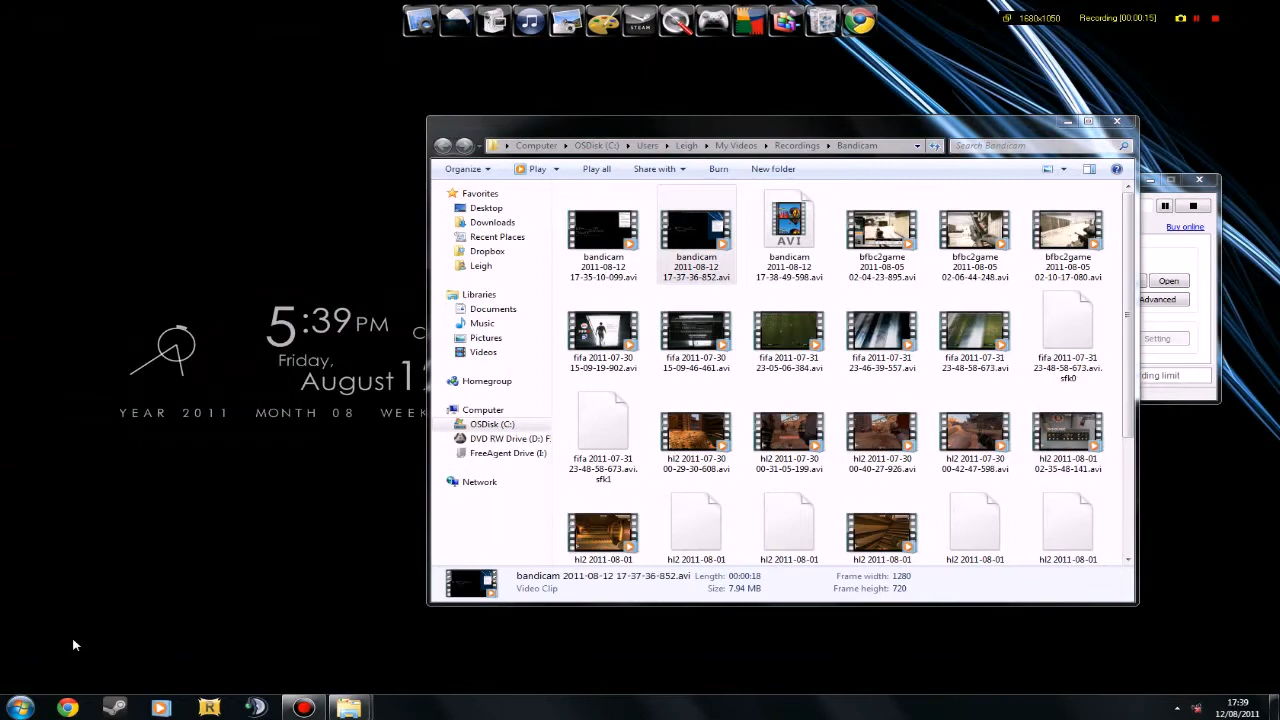 STEAM
1680x1050
Recording [00:00:15]
Computer
OSDisk (C:)
Users
Leigh
My Videos
Recordings
Bandicam
Search Bandicam
Organize
Play
Play all
Share with
Burn
New folder
Favorites
Desktop
Downloads
Recent Places
Dropbox
Leigh
Libraries
Documents
Music
Pictures
Videos
Homegroup
Computer
OSDisk (C:)
DVD RW Drive (D:) F
FreeAgent Drive (I:)
Network
bandicam
2011-08-12
17-35-10-099.avi
bandicam
2011-08-12
17-37-36-852.avi
AVI
bandicam
2011-08-12
17-38-49-598.avi
bfbc2game
2011-08-05
02-04-23-895.avi
bfbc2game
2011-08-05
02-06-44-248.avi
bfbc2game
2011-08-05
02-10-17-080.avi
fifa 2011-07-30
15-09-19-902.avi
fifa 2011-07-30
15-09-46-461.avi
fifa 2011-07-31
23-05-06-384.avi
fifa 2011-07-31
23-46-39-557.avi
fifa 2011-07-31
23-48-58-673.avi
fifa 2011-07-31
23-48-58-673.avi.
sfk0
fifa 2011-07-31
23-48-58-673.avi.
sfk1
hl2 2011-07-30
00-29-30-608.avi
hl2 2011-07-30
00-31-05-199.avi
hl2 2011-07-30
00-40-27-926.avi
hl2 2011-07-30
00-42-47-598.avi
hl2 2011-08-01
02-35-48-141.avi
hl2 2011-08-01
hl2 2011-08-01
hl2 2011-08-01
hl2 2011-08-01
hl2 2011-08-01
hl2 2011-08-01
bandicam 2011-08-12 17-37-36-852.avi
Length: 00:00:18
Frame width: 1280
Video Clip
Size: 7.94 MB
Frame height: 720
Buy online
Open
Advanced
Setting
ding limit
5:39PM
C
Friday,
August 1
YEAR 2011
MONTH 08
WEEK
17:39
12/08/2011